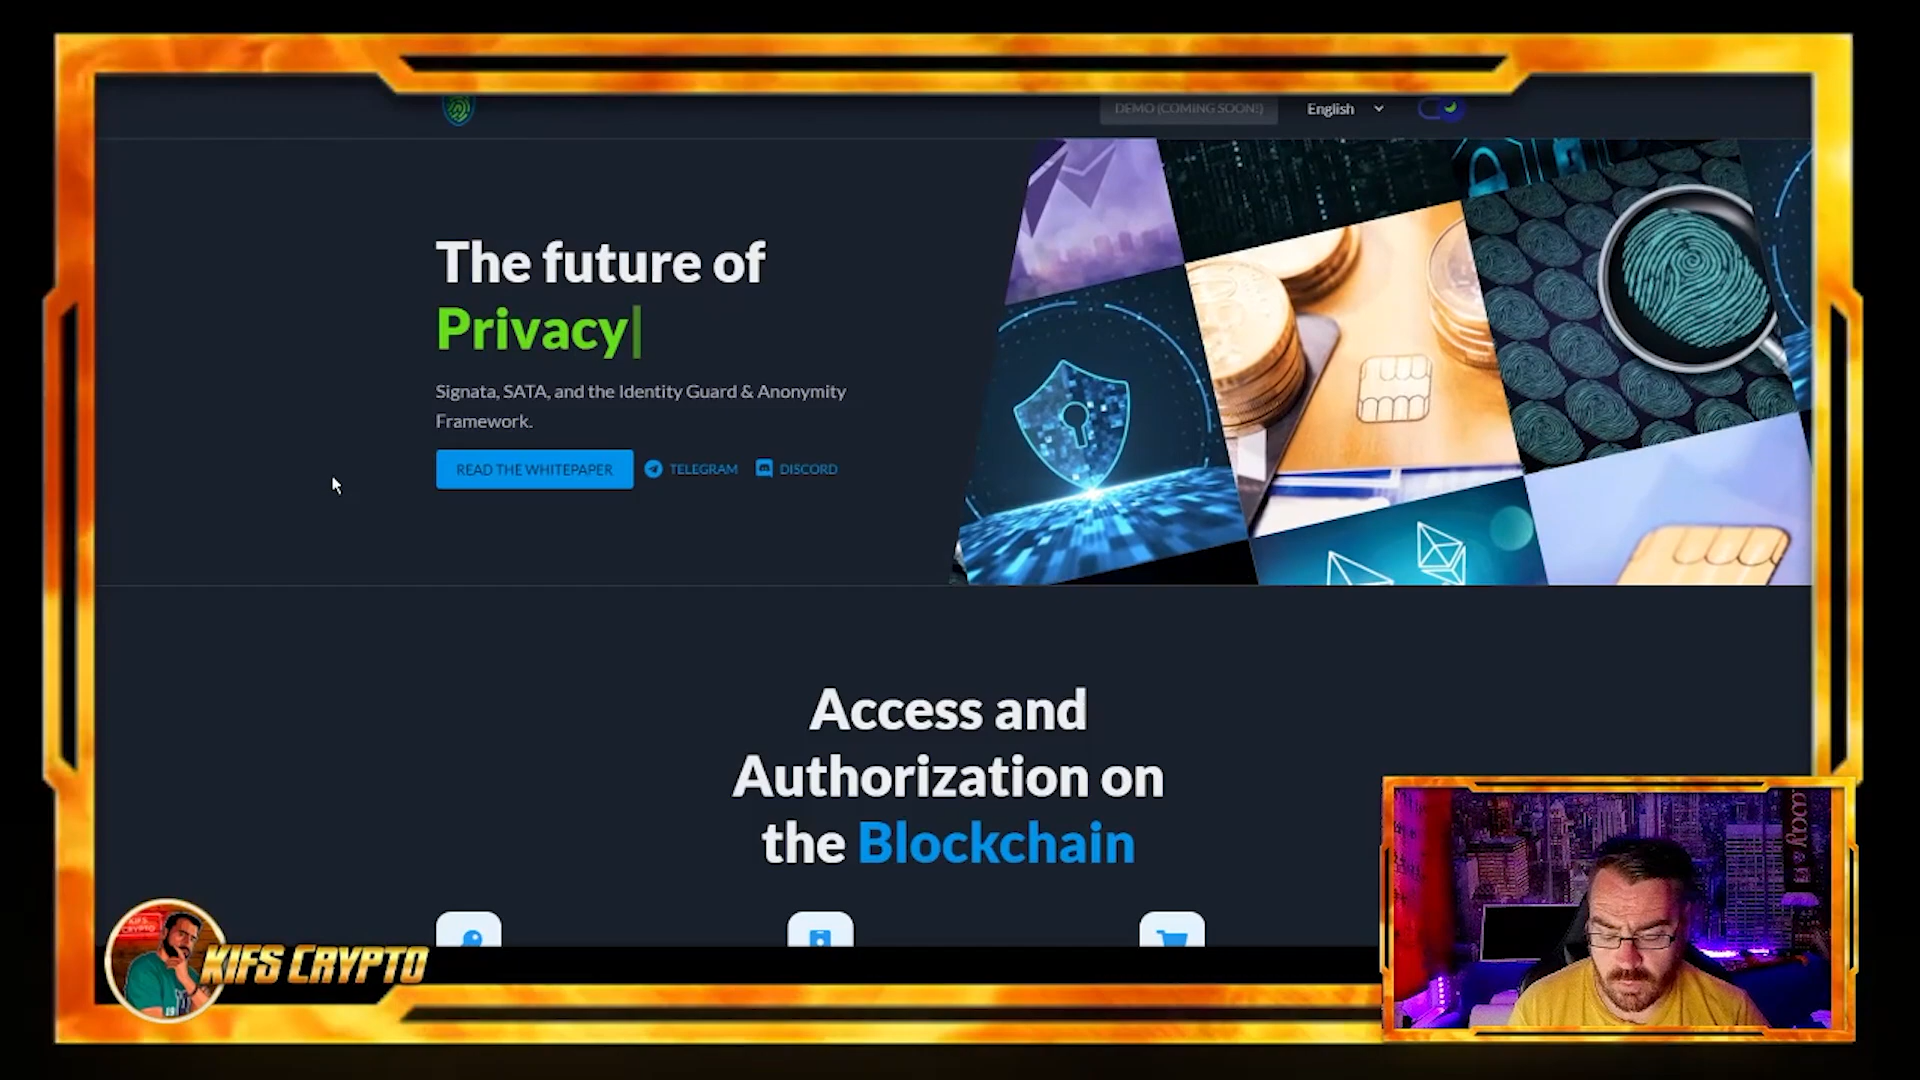 DEMO (COMING SOON!)
English
The future of
Privacy
Signata, SATA, and the Identity Guard & Anonymity
Framework.
READ THE WHITEPAPER
TELEGRAM
DISCORD
Access and
Authorization on
the Blockchain
KIFS CRYPTO